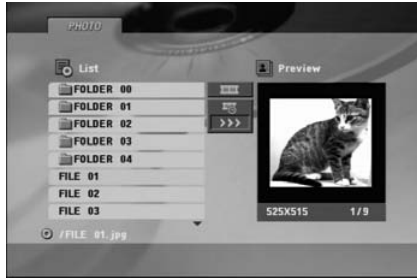 PHOTO
List
Preview
FOLDER 00
FOLDER 01
FOLDER 02
>>>
FOLDER 03
FOLDER 04
FILE 01
FILE 02
FILE 03
525X515 1/9
/FILE 01.jpg